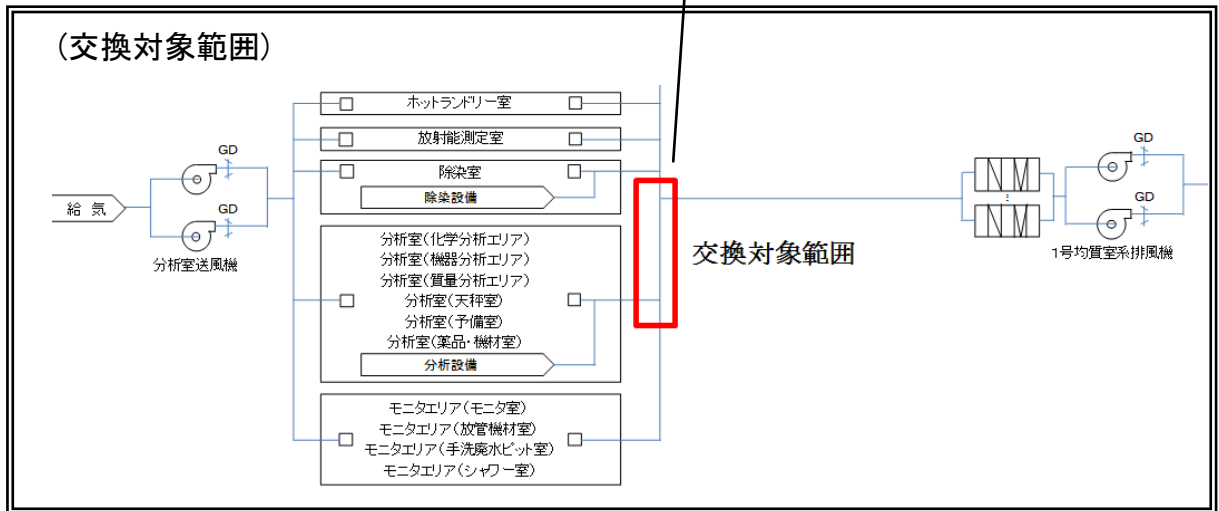 (交換対象範囲)
ホットランドリー室
放射能測定室
除染室
除染設備
GD
給気
GD
分析室送風機
分析室(化学分析エリア)
分析室(機器分析エリア)
分析室(質量分析エリア)
分析室(天秤室)
分析室(予備室)
分析室(薬品・機材室)
分析設備
モニタエリア(モニタ室)
モニタエリア(放管機材室)
モニタエリア(手洗廃水ピット室)
モニタエリア(シャワー室)
交換対象範囲
GD
GD
1号均質室系排風機